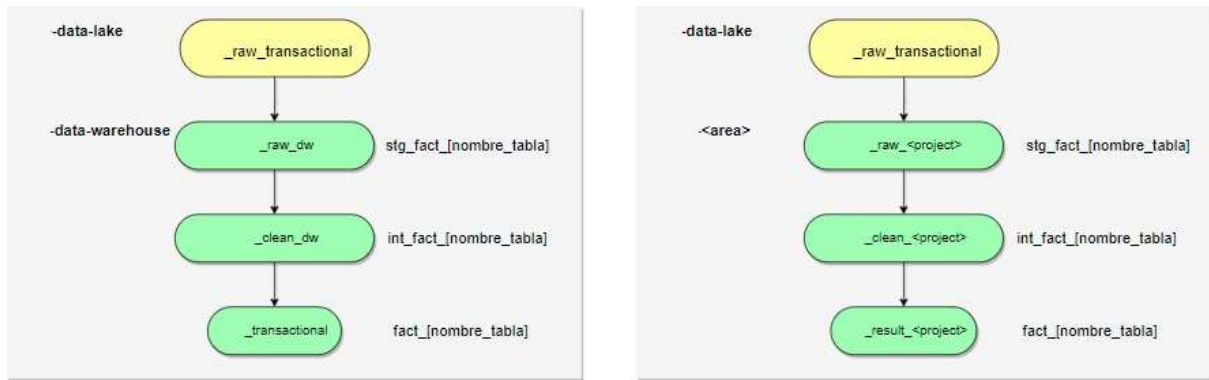 -data-lake
_raw_transactional
-data-warehouse
_raw_dw
stg_fact_[nombre_tabla]
_clean_dw
int_fact_[nombre_tabla]
_transactional
fact_[nombre_tabla]
-data-lake
_raw_transactional
-<area>
_raw_<project>
stg_fact_[nombre_tabla]
_clean_<project>
int_fact_[nombre_tabla]
_result_<project>
fact_[nombre_tabla]